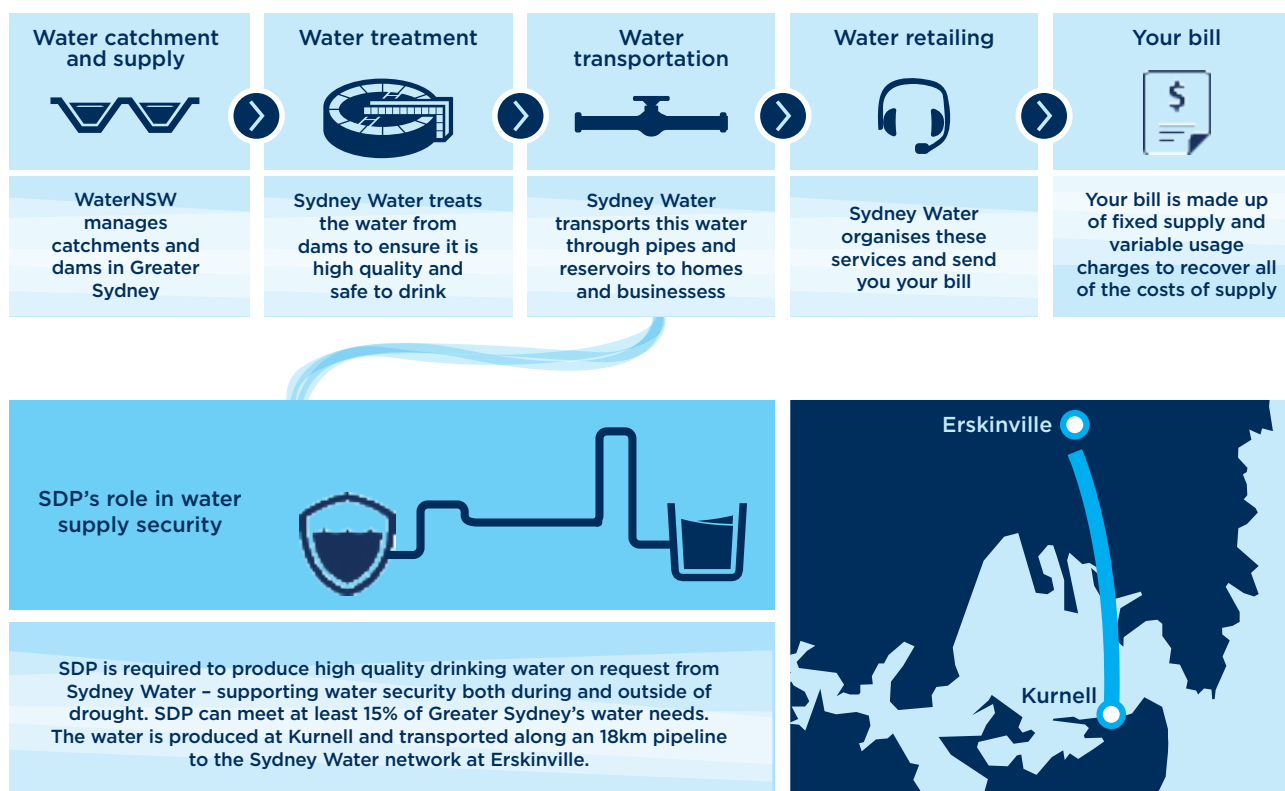 Water catchment
and supply
Water treatment
Water
transportation
Water retailing
Your bill
$
WaterNSW
manages
catchments and
dams in Greater
Sydney
Sydney Water treats
the water from
dams to ensure it is
high quality and
safe to drink
Sydney Water
transports this water
through pipes and
reservoirs to homes
and businessess
Sydney Water
organises these
services and send
you your bill
Your bill is made up
of fixed supply and
variable usage
charges to recover all
of the costs of supply
SDP’s role in water
supply security
SDP is required to produce high quality drinking water on request from
Sydney Water – supporting water security both during and outside of
drought. SDP can meet at least 15% of Greater Sydney’s water needs.
The water is produced at Kurnell and transported along an 18km pipeline
to the Sydney Water network at Erskinville.
Erskinville
Kurnell